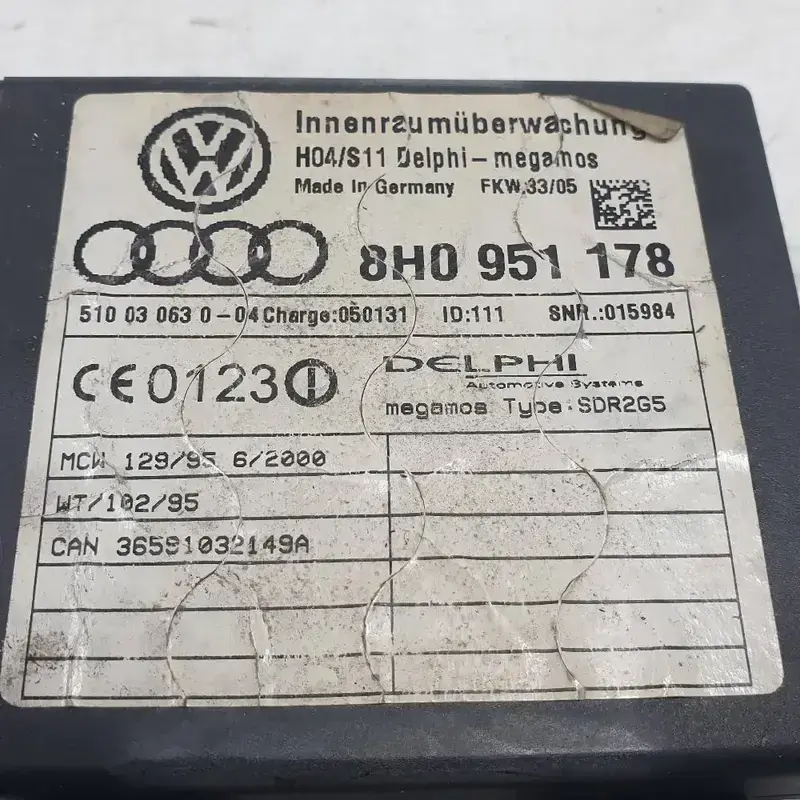 Innenraumüberwachung
H04/S11 Delphi-megamos
Made in Germany FKW.33/05
8H0 951 178
510 03 063 0-04 Charge:050131 ID:111 SNR.:015984
CE0123
DELPHI
Automotive Systems
megamos Type:SDR2G5
MCW 129/95 6/2000
WT/102/95
CAN 36591032149A